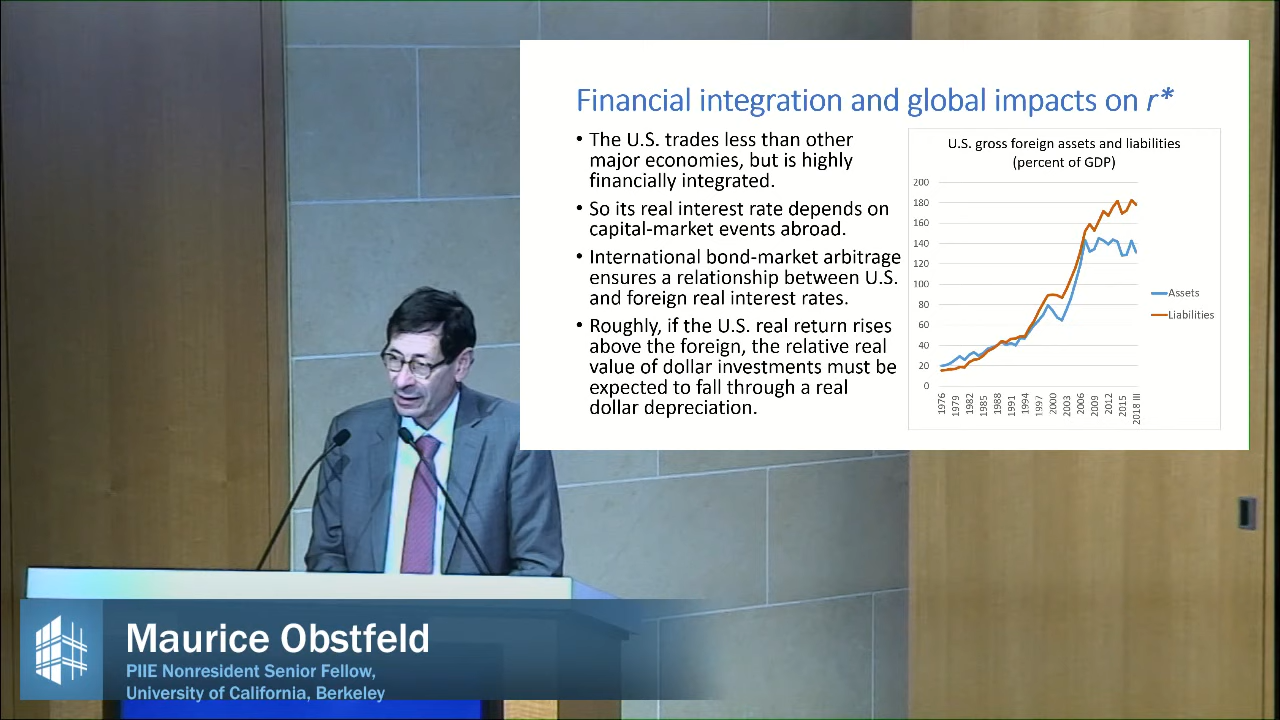 Financial integration and global impacts on r*
• The U.S. trades less than other
major economies, but is highly
financially integrated.
• So its real interest rate depends on
capital-market events abroad.
• International bond-market arbitrage
ensures a relationship between U.S.
and foreign real interest rates.
• Roughly, if the U.S. real return rises
above the foreign, the relative real
value of dollar investments must be
expected to fall through a real
dollar depreciation.
U.S. gross foreign assets and liabilities
(percent of GDP)
200
180
160
140
120
100
80
60
40
20
0
1976
1979
1982
1985
1988
1991
1994
1997
2000
2003
2006
2009
2012
2015
2018 III
Assets
Liabilities
Maurice Obstfeld
PIIE Nonresident Senior Fellow,
University of California, Berkeley